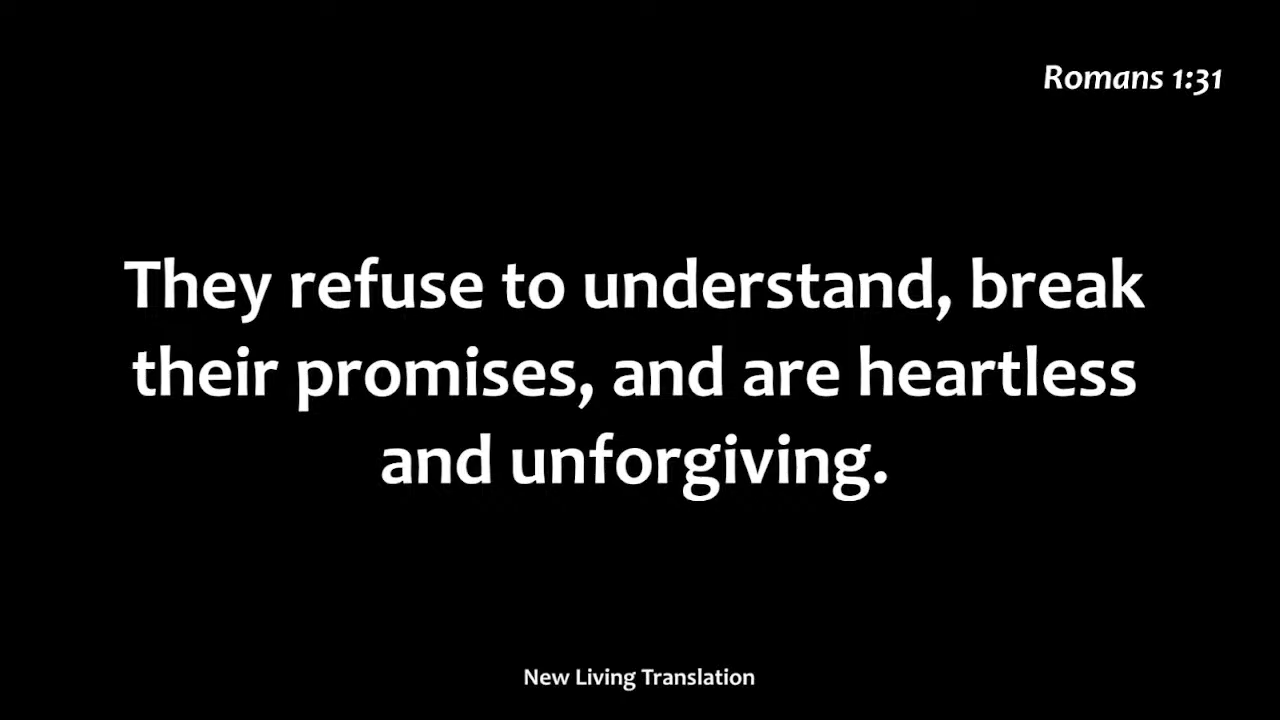 Romans 1:31
They refuse to understand, break
their promises, and are heartless
and unforgiving.
New Living Translation